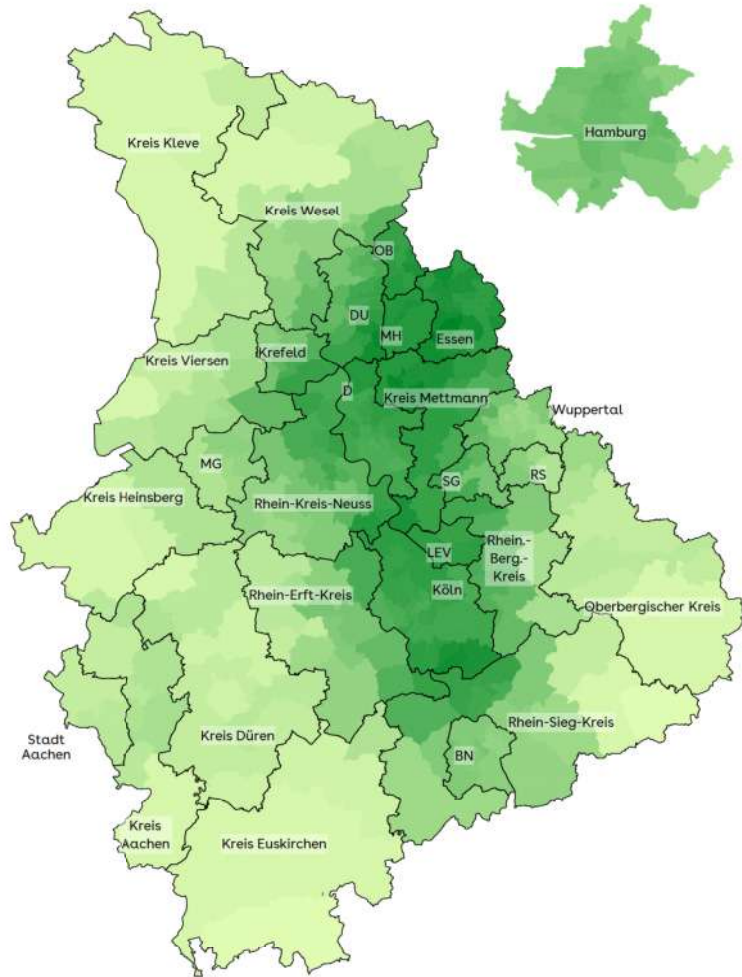 Hamburg
Kreis Kleve
Kreis Wesel
OB
DU
MH
Essen
Krefeld
Kreis Viersen
D
Kreis Mettmann
Wuppertal
MG
SG
RS
Kreis Heinsberg
Rhein-Kreis-Neuss
LEV
Rhein.-
Berg.-
Kreis
Rhein-Erft-Kreis
Köln
Oberbergischer Kreis
Rhein-Sieg-Kreis
Stadt
Aachen
Kreis Düren
BN
Kreis
Aachen
Kreis Euskirchen